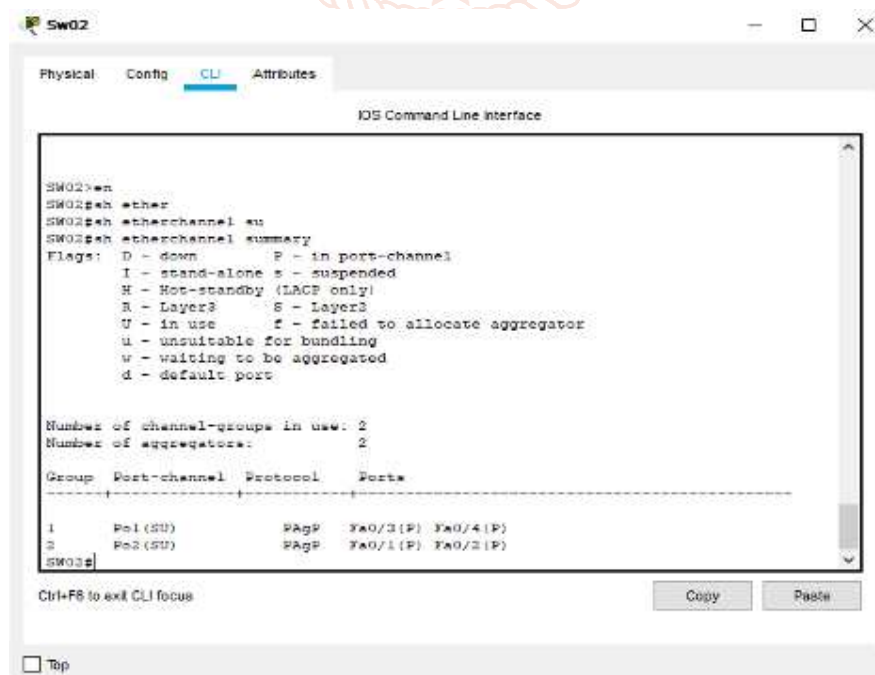 Sw02
Physical Config CLI Attributes
IOS Command Line Interface
SW02>en
SW02#sh ether
SW02#sh etherchannel su
SW02#sh etherchannel summary
Flags: D - down P - in port-channel
I - stand-alone s - suspended
H - Hot-standby (LACP only)
R - Layer3 S - Layer2
U - in use f - failed to allocate aggregator
u - unsuitable for bundling
w - waiting to be aggregated
d - default port
Number of channel-groups in use: 2
Number of aggregators: 2
Group Port-channel Protocol Ports
------+-------------+-----------+----------------------------------------------
1 Po1(SU) PAgP Fa0/3(P) Fa0/4(P)
2 Po2(SU) PAgP Fa0/1(P) Fa0/2(P)
SW02#
Ctrl+F6 to exit CLI focus
Copy Paste
Top